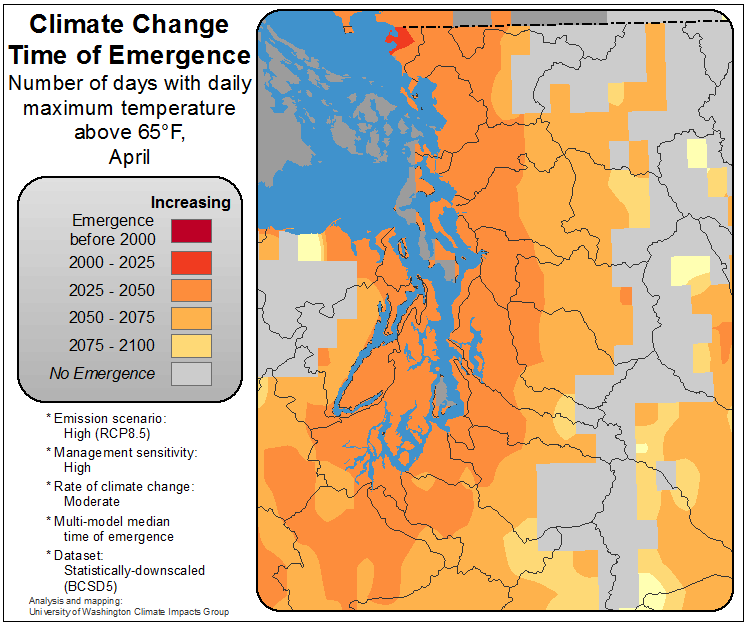 Climate Change
Time of Emergence
Number of days with daily
maximum temperature
above 65°F,
April
Increasing
Emergence
before 2000
2000 - 2025
2025 - 2050
2050 - 2075
2075 - 2100
No Emergence
* Emission scenario:
High (RCP8.5)
* Management sensitivity:
High
* Rate of climate change:
Moderate
* Multi-model median
time of emergence
* Dataset:
Statistically-downscaled
(BCSD5)
Analysis and mapping:
University of Washington Climate Impacts Group